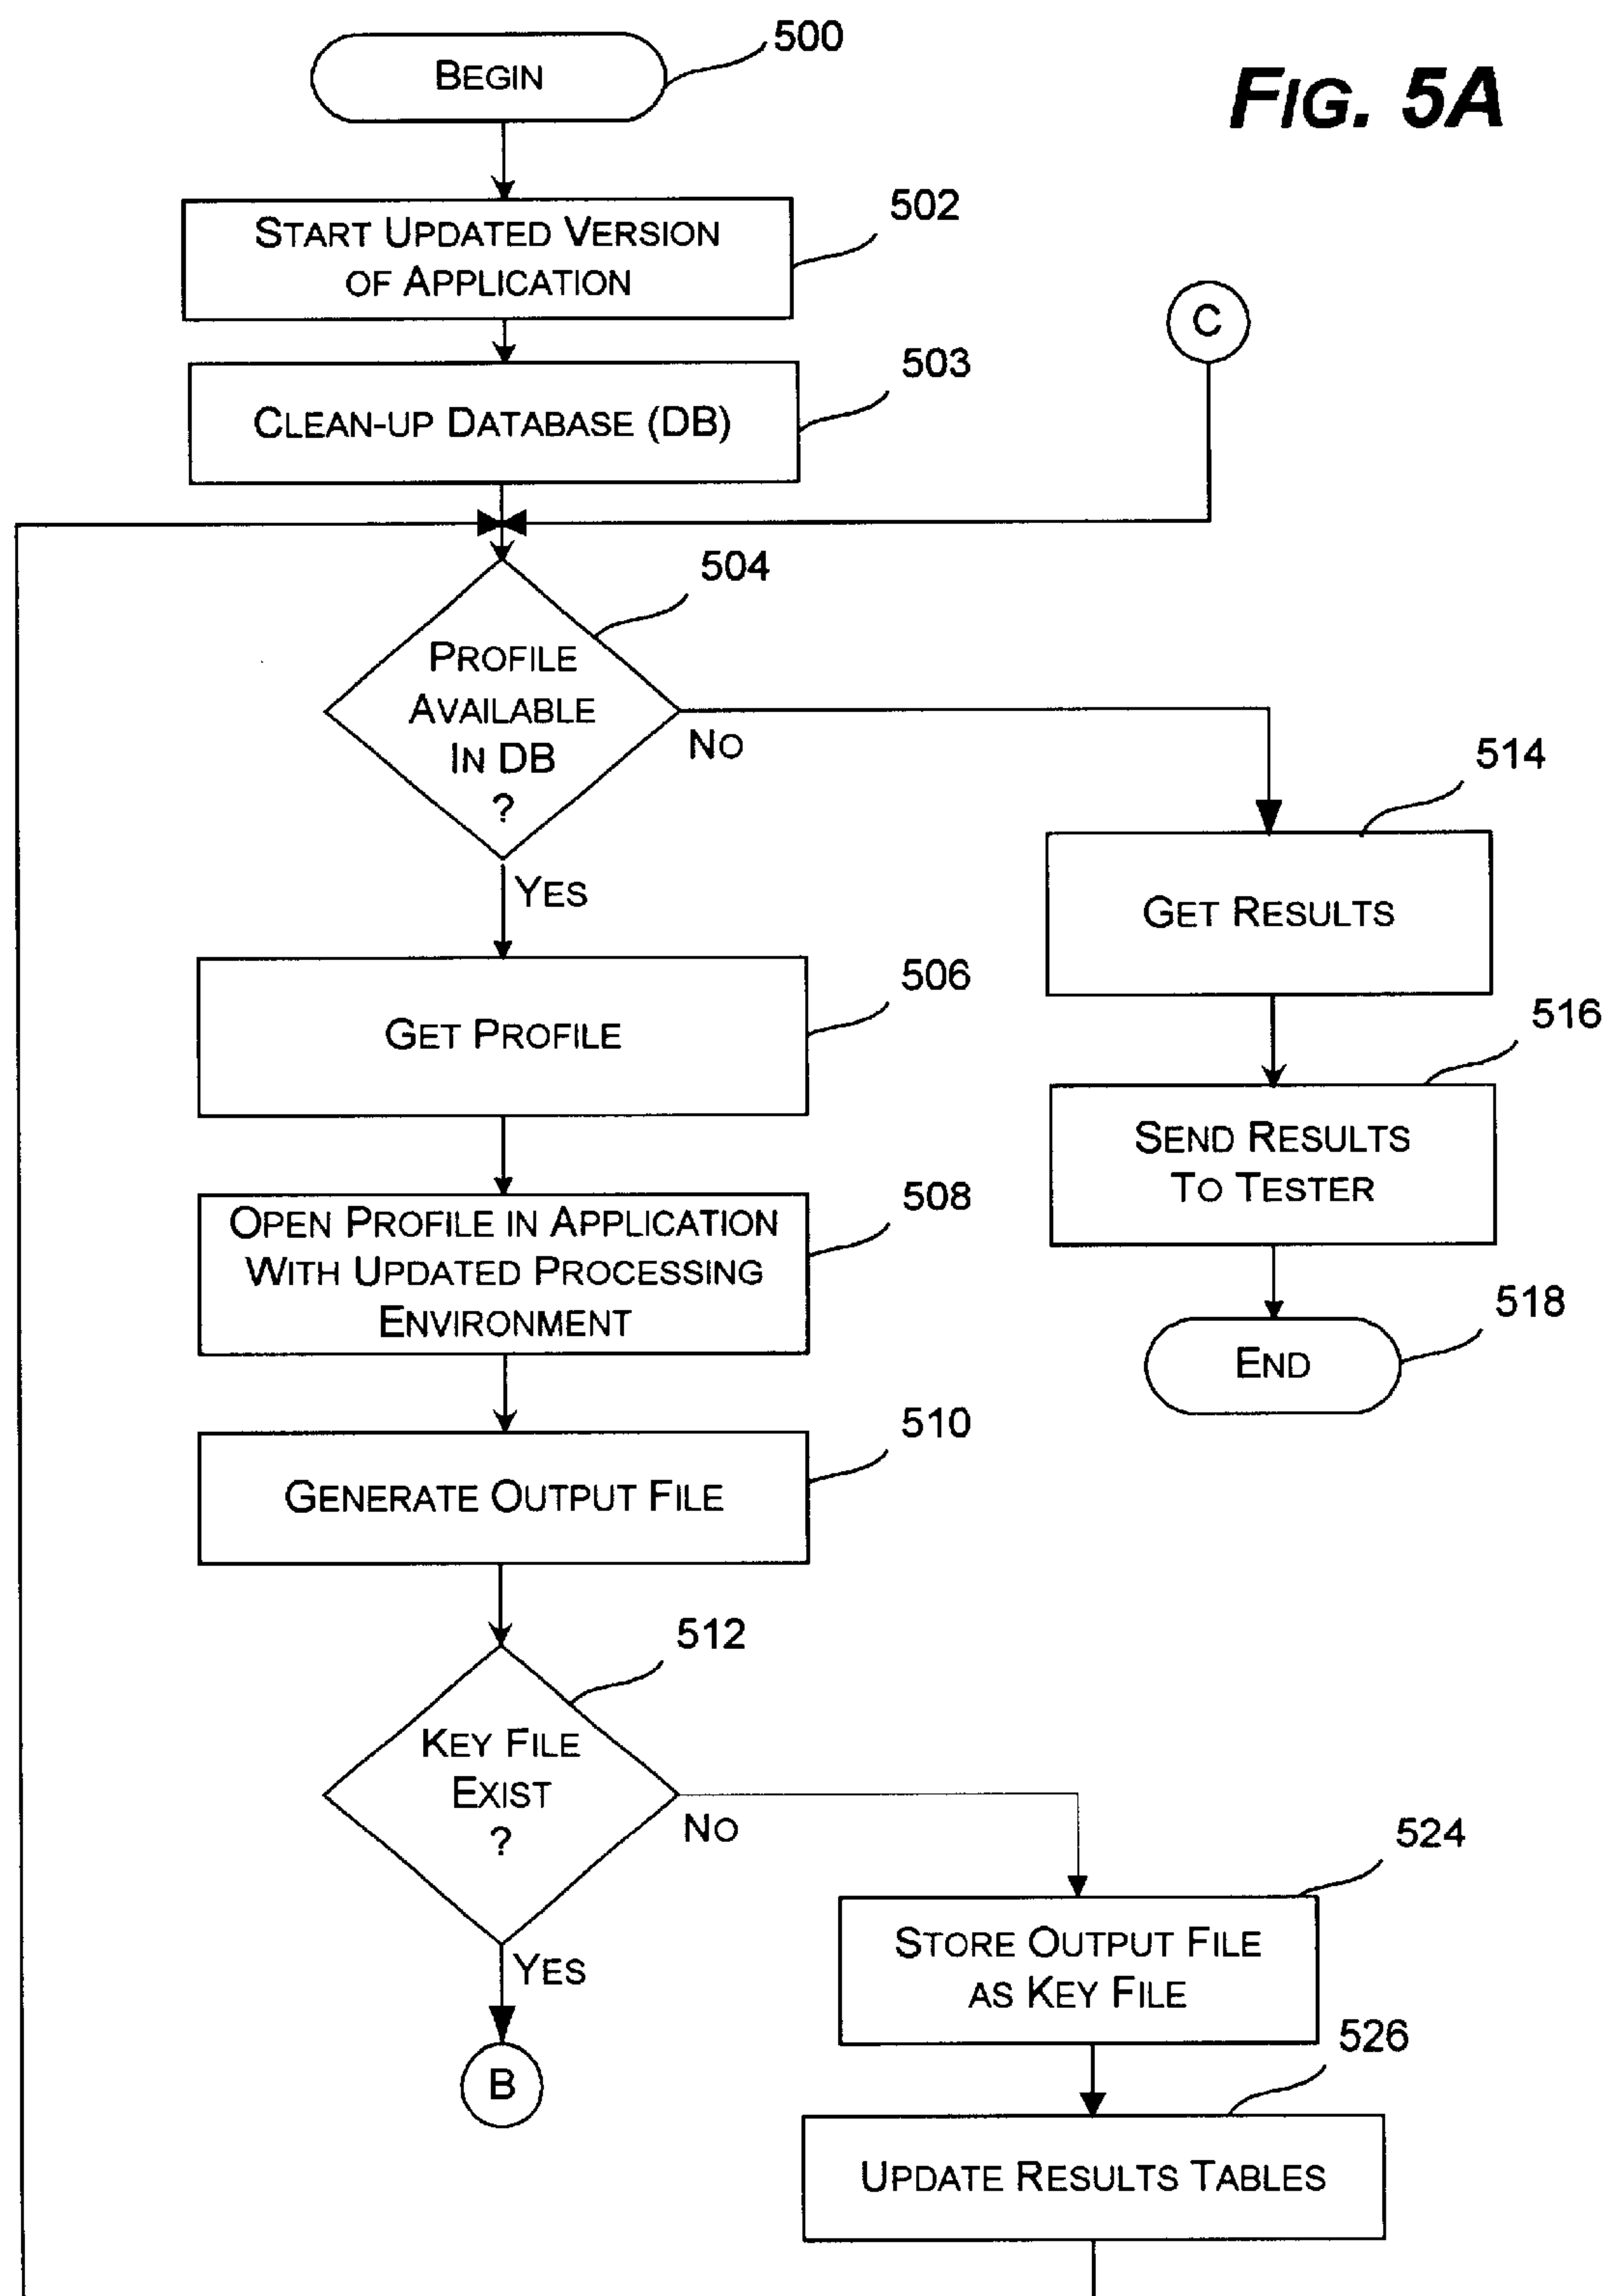 FIG. 5A
BEGIN
500
START UPDATED VERSION
OF APPLICATION
502
CLEAN-UP DATABASE (DB)
503
C
PROFILE
AVAILABLE
IN DB
?
504
NO
YES
GET PROFILE
506
OPEN PROFILE IN APPLICATION
WITH UPDATED PROCESSING
ENVIRONMENT
508
GENERATE OUTPUT FILE
510
KEY FILE
EXIST
?
512
NO
YES
B
GET RESULTS
514
SEND RESULTS
TO TESTER
516
END
518
STORE OUTPUT FILE
AS KEY FILE
524
UPDATE RESULTS TABLES
526